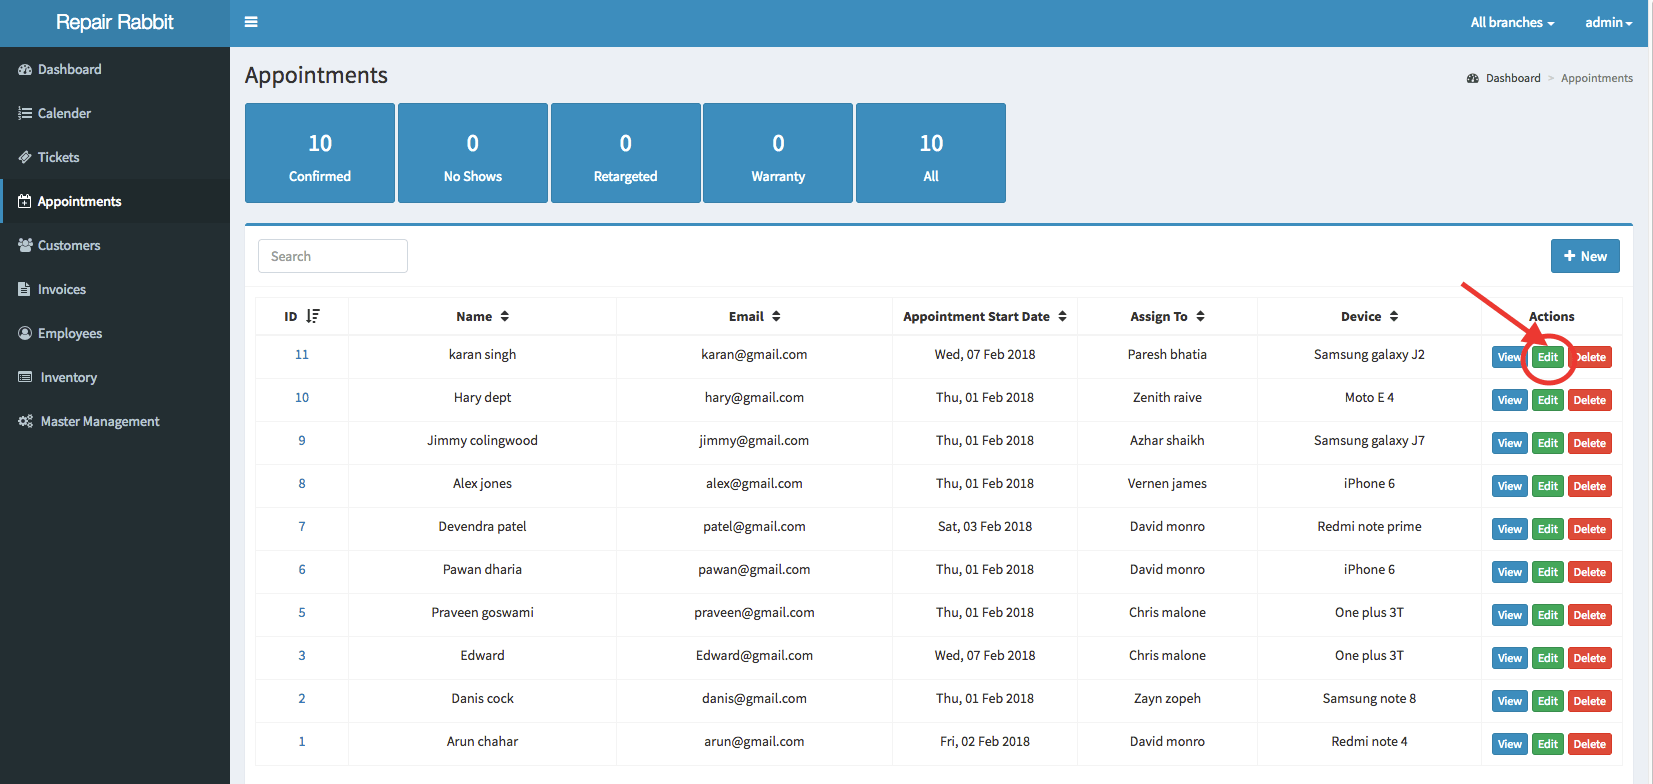 Repair Rabbit
All branches admin
Dashboard
Calender
Tickets
Appointments
Customers
Invoices
Employees
Inventory
Master Management
Appointments
Dashboard > Appointments
10 0 0 0 10
Confirmed No Shows Retargeted Warranty All
Search
+ New
ID Name Email Appointment Start Date Assign To Device Actions
11 karan singh karan@gmail.com Wed, 07 Feb 2018 Paresh bhatia Samsung galaxy J2 View Edit Delete
10 Hary dept hary@gmail.com Thu, 01 Feb 2018 Zenith raive Moto E 4 View Edit Delete
9 Jimmy colingwood jimmy@gmail.com Thu, 01 Feb 2018 Azhar shaikh Samsung galaxy J7 View Edit Delete
8 Alex jones alex@gmail.com Thu, 01 Feb 2018 Vernen james iPhone 6 View Edit Delete
7 Devendra patel patel@gmail.com Sat, 03 Feb 2018 David monro Redmi note prime View Edit Delete
6 Pawan dharia pawan@gmail.com Thu, 01 Feb 2018 David monro iPhone 6 View Edit Delete
5 Praveen goswami praveen@gmail.com Thu, 01 Feb 2018 Chris malone One plus 3T View Edit Delete
3 Edward Edward@gmail.com Wed, 07 Feb 2018 Chris malone One plus 3T View Edit Delete
2 Danis cock danis@gmail.com Thu, 01 Feb 2018 Zayn zopeh Samsung note 8 View Edit Delete
1 Arun chahar arun@gmail.com Fri, 02 Feb 2018 David monro Redmi note 4 View Edit Delete